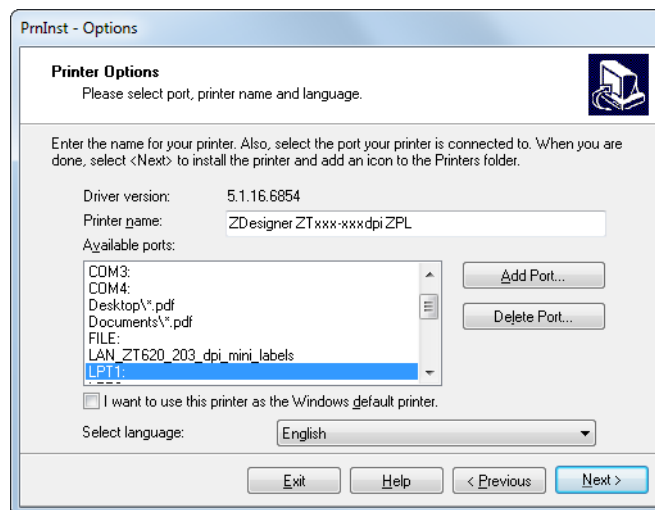 PrnInst - Options
Printer Options
Please select port, printer name and language.
Enter the name for your printer. Also, select the port your printer is connected to. When you are
done, select <Next> to install the printer and add an icon to the Printers folder.
Driver version: 5.1.16.6854
Printer name: ZDesigner ZTxxx-xxxdpi ZPL
Available ports:
COM3:
COM4:
Desktop\*.pdf
Documents\*.pdf
FILE:
LAN_ZT620_203_dpi_mini_labels
LPT1:
Add Port...
Delete Port...
I want to use this printer as the Windows default printer.
Select language: English
Exit Help < Previous Next >